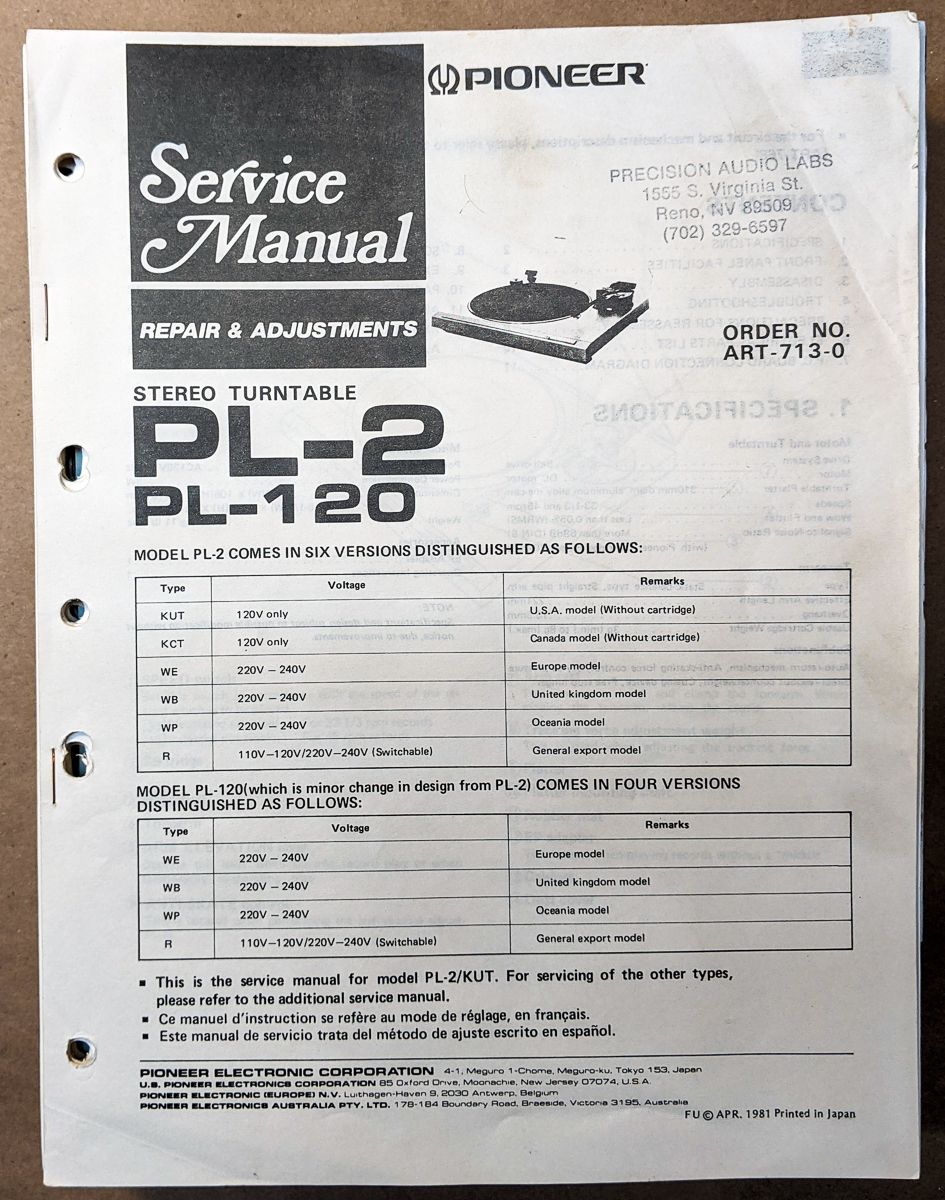 Service
Manual
PIONEER
PRECISION AUDIO LABS
1555 S. Virginia St.
Reno, NV 89509
(702) 329-6597
REPAIR & ADJUSTMENTS
ORDER NO.
ART-713-0
STEREO TURNTABLE
PL-2
PL-120
MODEL PL-2 COMES IN SIX VERSIONS DISTINGUISHED AS FOLLOWS:
Type Voltage Remarks
KUT 120V only U.S.A. model (Without cartridge)
KCT 120V only Canada model (Without cartridge)
WE 220V – 240V Europe model
WB 220V – 240V United kingdom model
WP 220V – 240V Oceania model
R 110V–120V/220V–240V (Switchable) General export model
MODEL PL-120(which is minor change in design from PL-2) COMES IN FOUR VERSIONS
DISTINGUISHED AS FOLLOWS:
Type Voltage Remarks
WE 220V – 240V Europe model
WB 220V – 240V United kingdom model
WP 220V – 240V Oceania model
R 110V–120V/220V–240V (Switchable) General export model
▪ This is the service manual for model PL-2/KUT. For servicing of the other types,
please refer to the additional service manual.
▪ Ce manuel d'instruction se refère au mode de réglage, en français.
▪ Este manual de servicio trata del método de ajuste escrito en español.
PIONEER ELECTRONIC CORPORATION 4-1, Meguro 1-Chome, Meguro-ku, Tokyo 153, Japan
U.S. PIONEER ELECTRONICS CORPORATION 85 Oxford Drive, Moonachie, New Jersey 07074, U.S.A.
PIONEER ELECTRONIC (EUROPE) N.V. Luithagen-Haven 9, 2030 Antwerp, Belgium
PIONEER ELECTRONICS AUSTRALIA PTY. LTD. 178-184 Boundary Road, Braeside, Victoria 3195, Australia
FU © APR. 1981 Printed in Japan